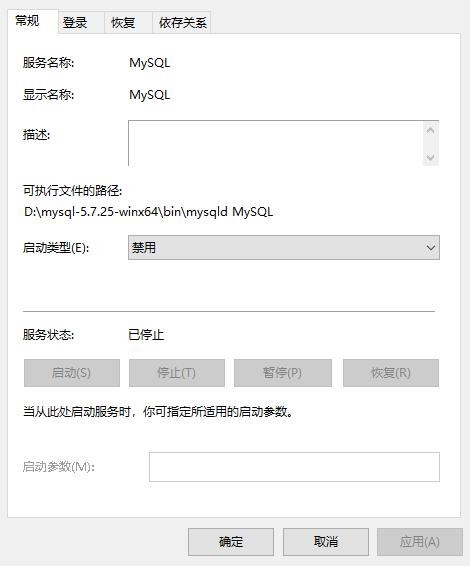 常规 登录 恢复 依存关系
服务名称: MySQL
显示名称: MySQL
描述:
可执行文件的路径:
D:\mysql-5.7.25-winx64\bin\mysqld MySQL
启动类型(E): 禁用
服务状态: 已停止
启动(S) 停止(T) 暂停(P) 恢复(R)
当从此处启动服务时，你可指定所适用的启动参数。
启动参数(M):
确定 取消 应用(A)